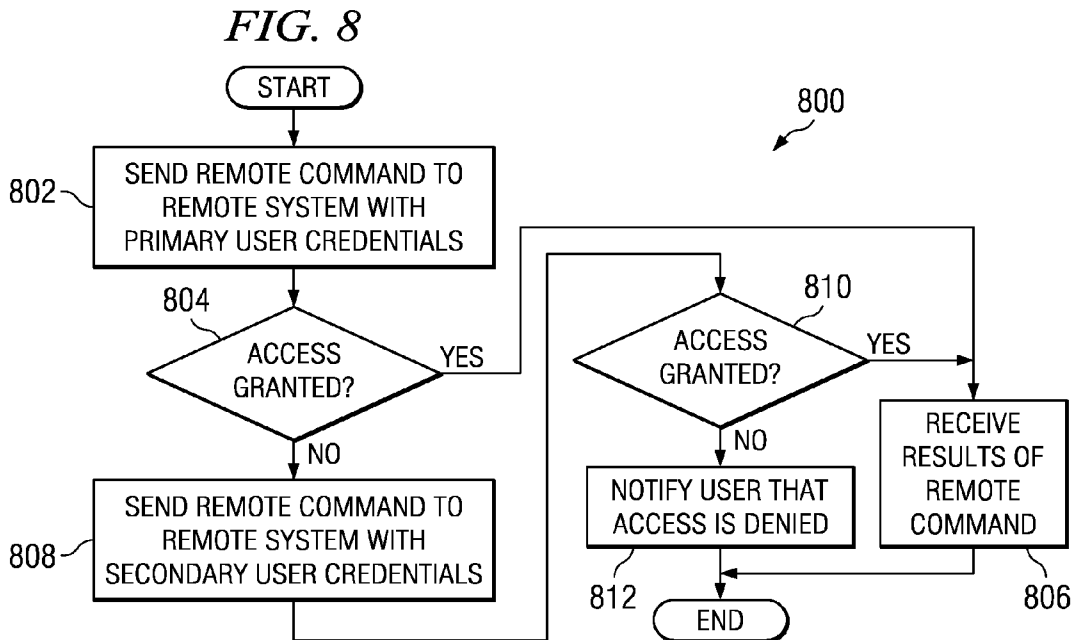 FIG. 8
START
800
802
SEND REMOTE COMMAND TO
REMOTE SYSTEM WITH
PRIMARY USER CREDENTIALS
804
ACCESS
GRANTED?
YES
NO
808
SEND REMOTE COMMAND TO
REMOTE SYSTEM WITH
SECONDARY USER CREDENTIALS
810
ACCESS
GRANTED?
YES
NO
NOTIFY USER THAT
ACCESS IS DENIED
812
RECEIVE
RESULTS OF
REMOTE
COMMAND
806
END